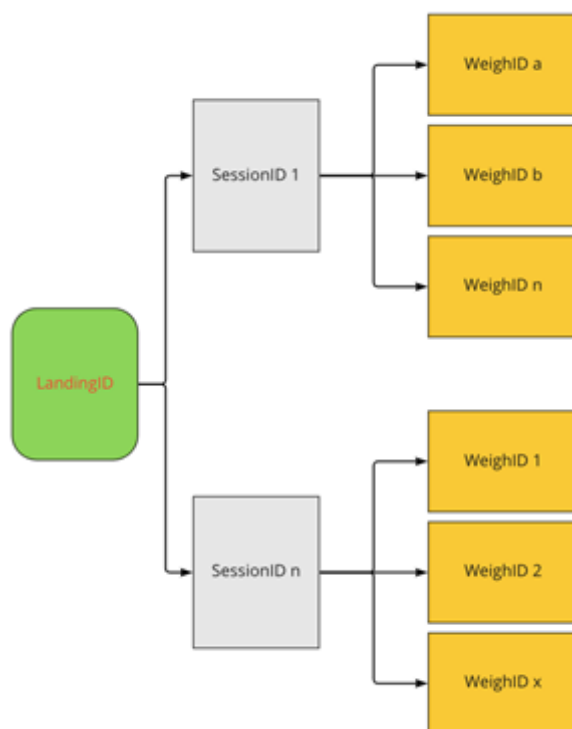 WeighID a
SessionID 1
WeighID b
WeighID n
LandingID
WeighID 1
SessionID n
WeighID 2
WeighID x